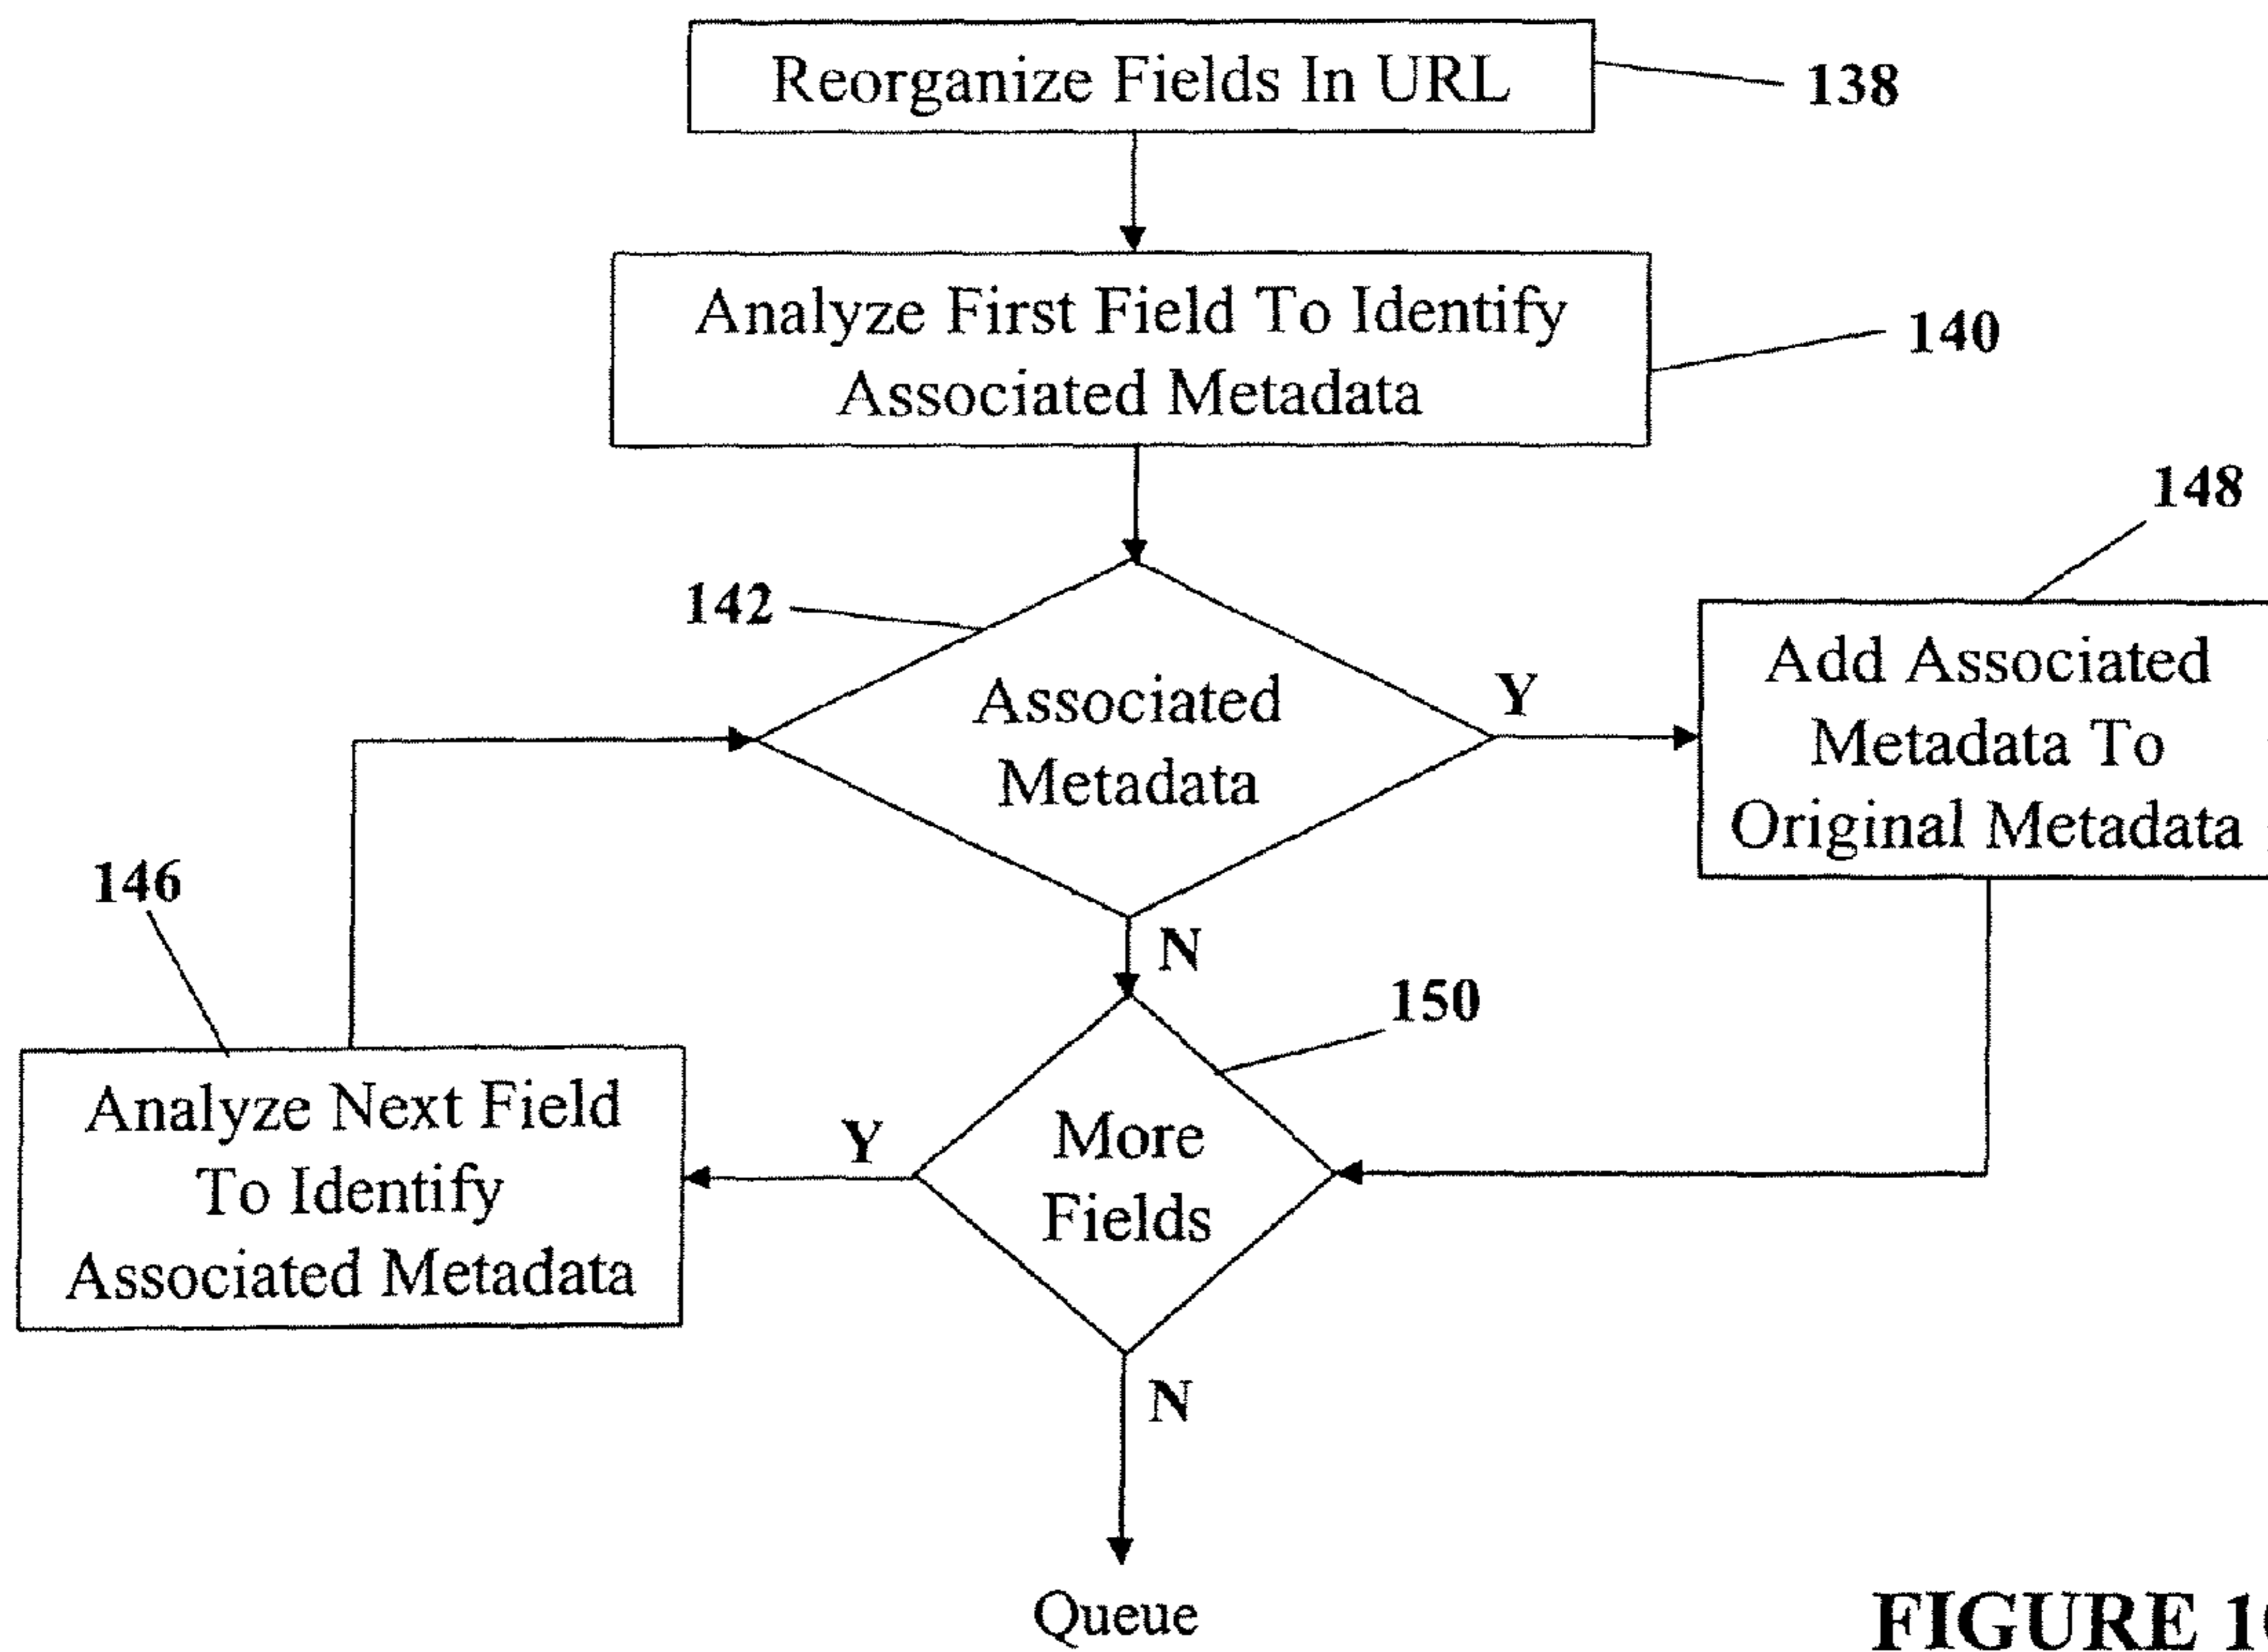 Reorganize Fields In URL
138
Analyze First Field To Identify
Associated Metadata
140
142
148
Associated
Metadata
Y
Add Associated
Metadata To
Original Metadata
N
146
150
Analyze Next Field
To Identify
Associated Metadata
Y
More
Fields
N
Queue
FIGURE